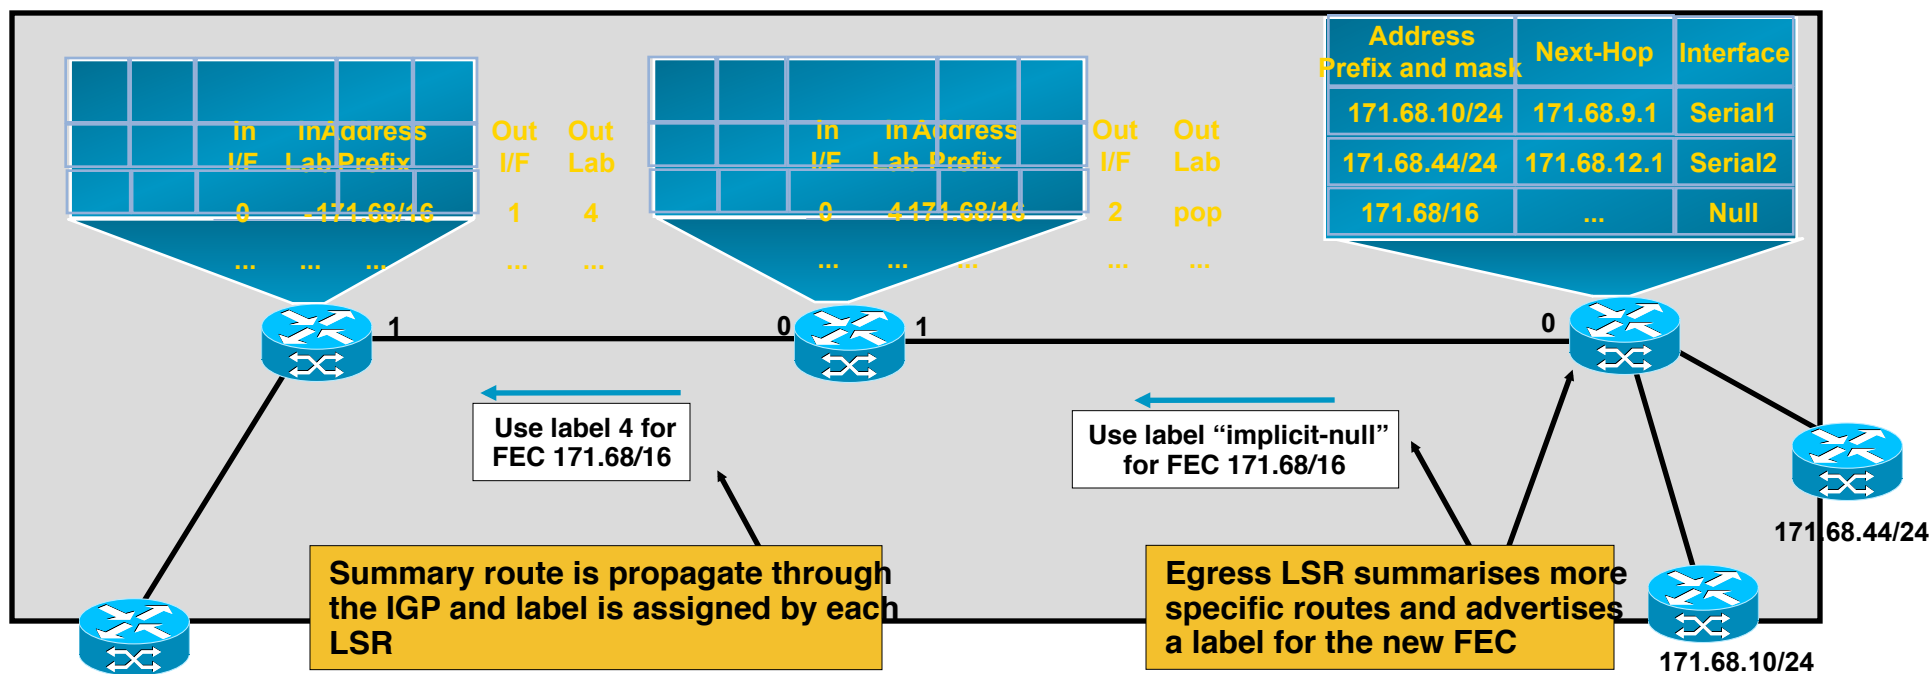 Address
Prefix and mask
Next-Hop
Interface
171.68.10/24 171.68.9.1 Serial1
171.68.44/24 171.68.12.1 Serial2
171.68/16 ... Null
In InAddress Out Out
I/F Lab Prefix I/F Lab
0 - 171.68/16 1 4
... ... ... ... ...
In In Address Out Out
I/F Lab Prefix I/F Lab
0 4 171.68/16 2 pop
... ... ... ... ...
1
0
1
0
Use label 4 for
FEC 171.68/16
Use label “implicit-null”
for FEC 171.68/16
171.68.44/24
Summary route is propagate through
the IGP and label is assigned by each
LSR
Egress LSR summarises more
specific routes and advertises
a label for the new FEC
171.68.10/24